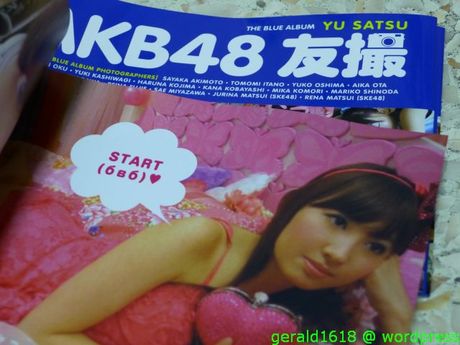 THE BLUE ALBUM YU SATSU
AKB48 友撮
BLUE ALBUM PHOTOGRAPHERS] SAYAKA AKIMOTO・TOMOMI ITANO・YUKO OSHIMA・AIKA OTA
OKU・YUKI KASHIWAGI・HARUNA KOJIMA・KANA KOBAYASHI・MIKA KOMORI・MARIKO SHINODA
SAE MIYAZAWA・JURINA MATSUI (SKE48)・RENA MATSUI (SKE48)
START
(бвб)♥
gerald1618 @ wordpress